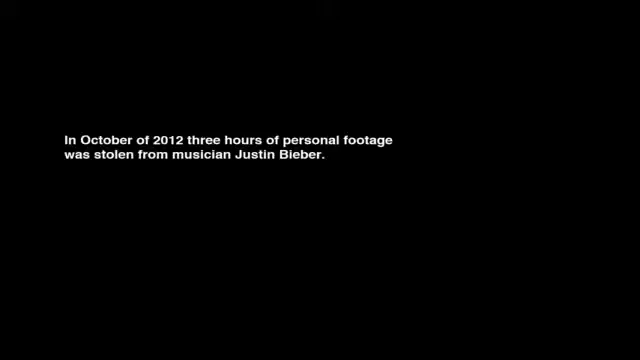 In October of 2012 three hours of personal footage
was stolen from musician Justin Bieber.